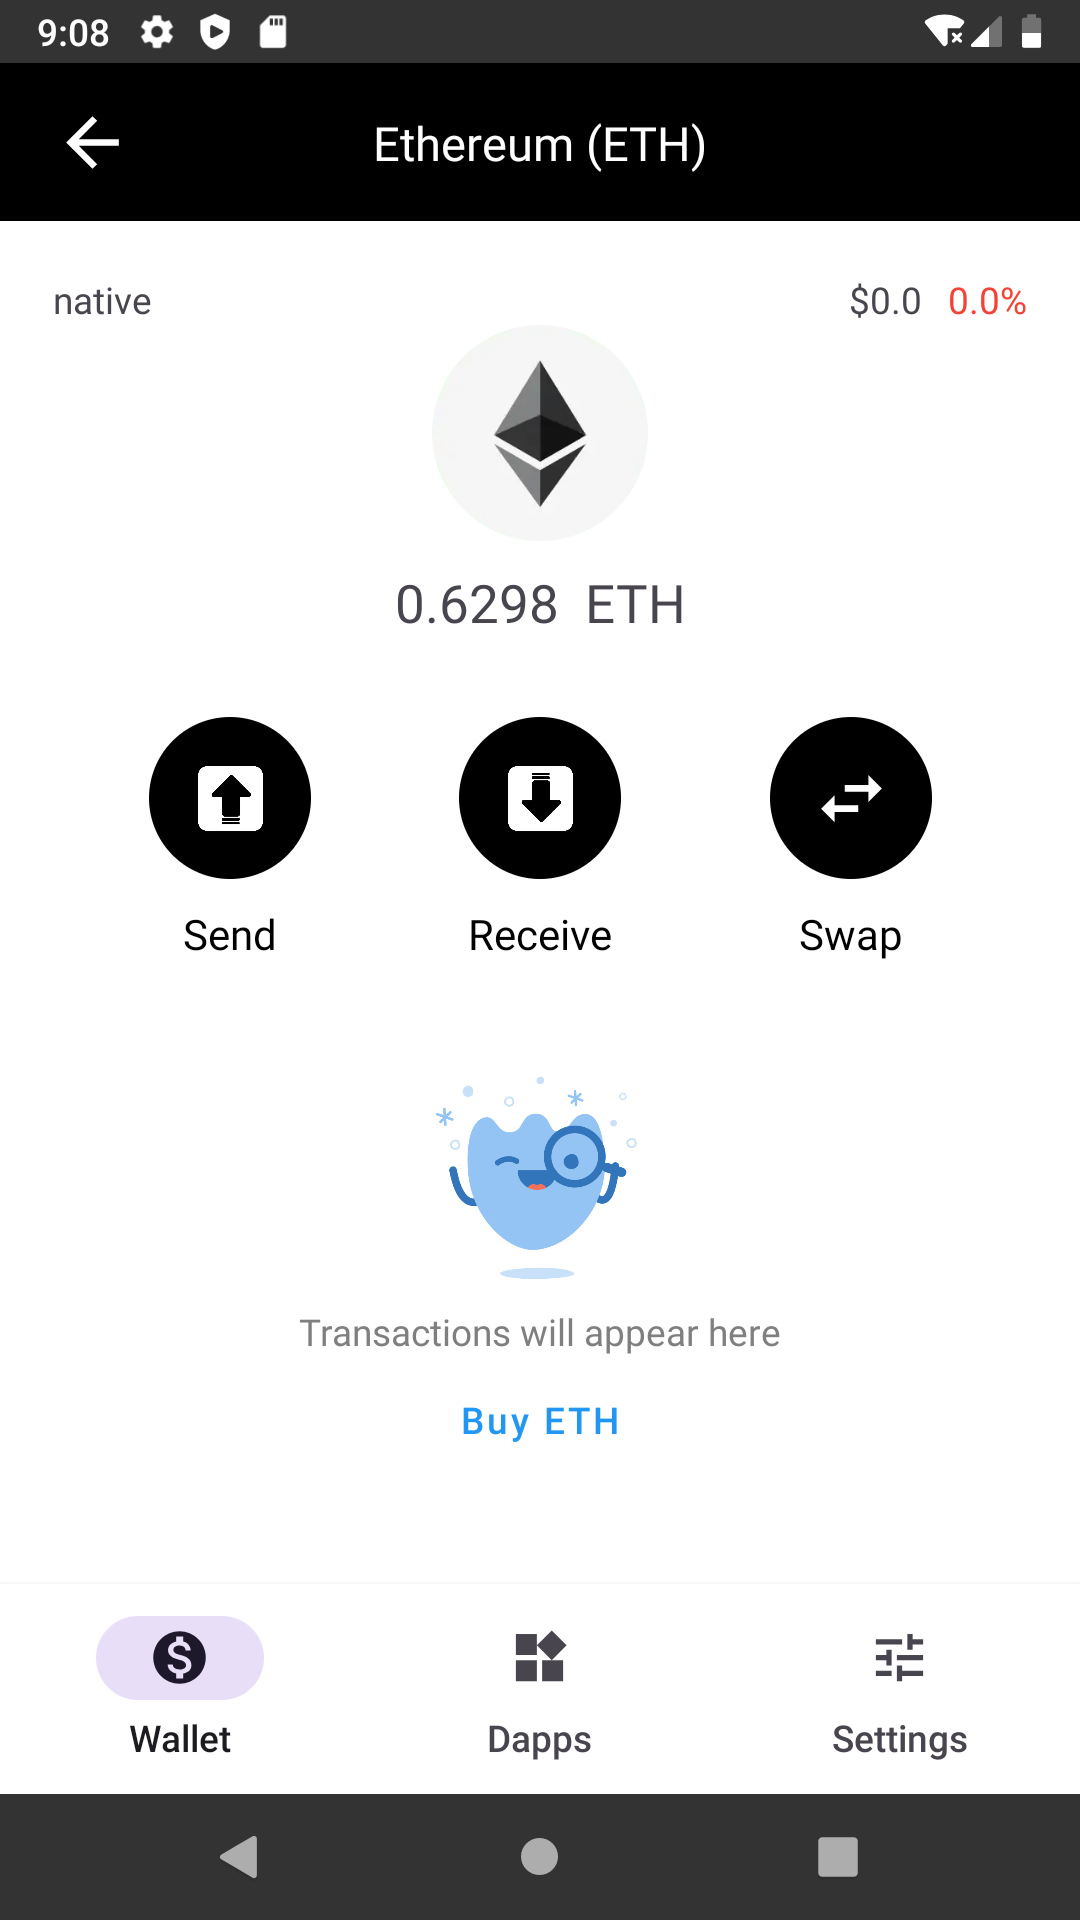 9:08
Ethereum (ETH)
native
$0.0 0.0%
0.6298 ETH
Send
Receive
Swap
Transactions will appear here
Buy ETH
Wallet
Dapps
Settings